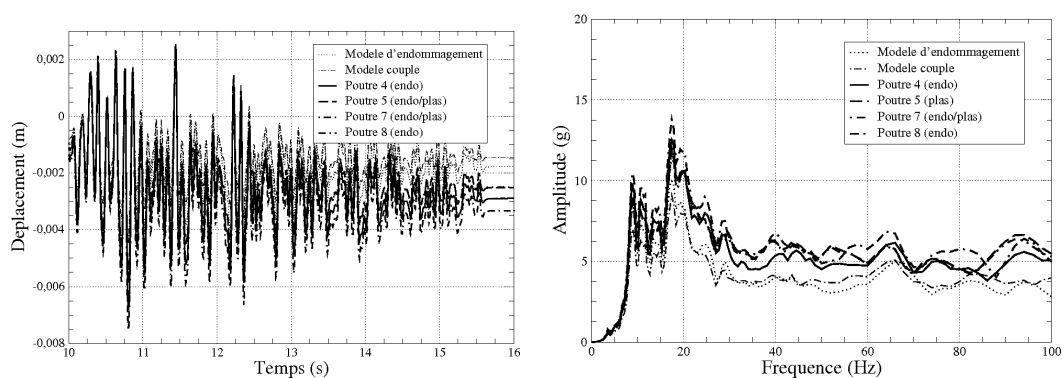 0,002
0
-0,002
-0,004
-0,006
-0,008
Deplacement (m)
10 11 12 13 14 15 16
Temps (s)
Modele d'endommagement
Modele couple
Poutre 4 (endo)
Poutre 5 (endo/plas)
Poutre 7 (endo/plas)
Poutre 8 (endo)
20
15
10
5
0
Amplitude (g)
0 20 40 60 80 100
Frequence (Hz)
Modele d'endommagement
Modele couple
Poutre 4 (endo)
Poutre 5 (plas)
Poutre 7 (endo/plas)
Poutre 8 (endo)